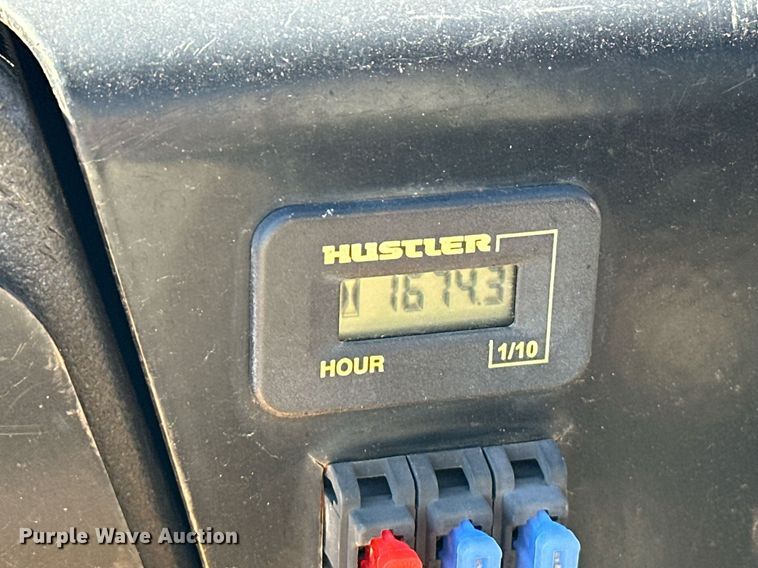 HUSTLER
1674.3
HOUR
1/10
Purple Wave Auction